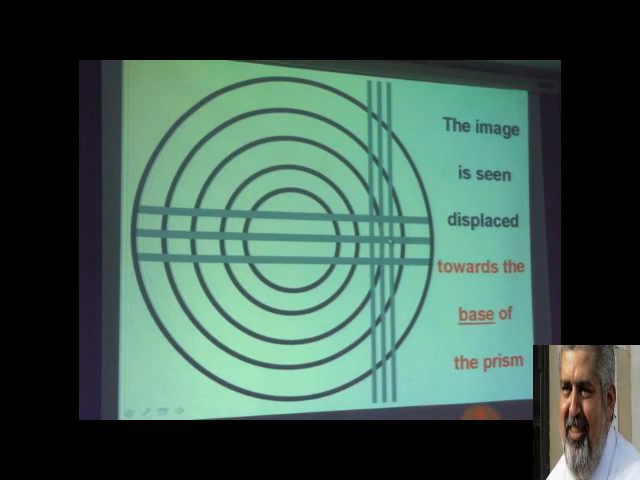 The image
is seen
displaced
towards the
base of
the prism